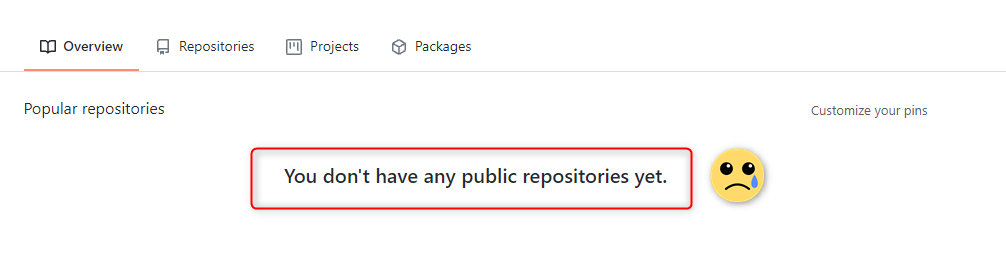 Overview Repositories Projects Packages
Popular repositories Customize your pins
You don't have any public repositories yet.